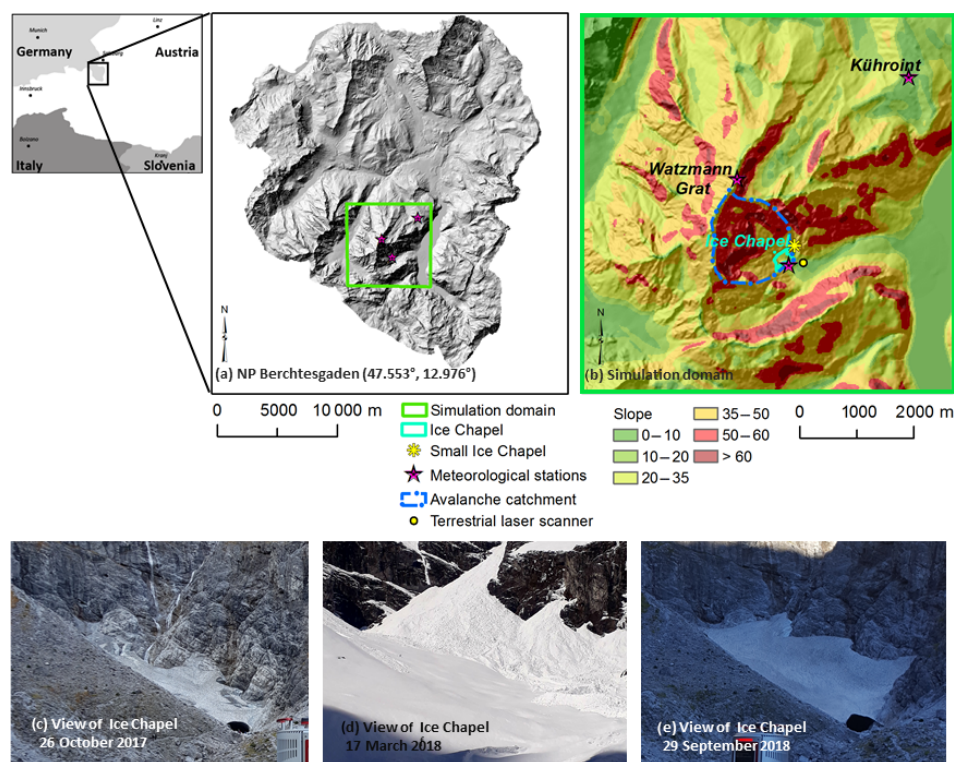 Munich
Linz
Germany
Austria
Salzburg
Innsbruck
Bolzano
Italy
Kranj
Slovenia
N
(a) NP Berchtesgaden (47.553°, 12.976°)
Kühroint
Watzmann
Grat
Ice Chapel
N
(b) Simulation domain
0 5000 10 000 m
Simulation domain
Ice Chapel
Small Ice Chapel
Meteorological stations
Avalanche catchment
Terrestrial laser scanner
Slope
0–10
10–20
20–35
35–50
50–60
> 60
0 1000 2000 m
(c) View of Ice Chapel
26 October 2017
(d) View of Ice Chapel
17 March 2018
(e) View of Ice Chapel
29 September 2018